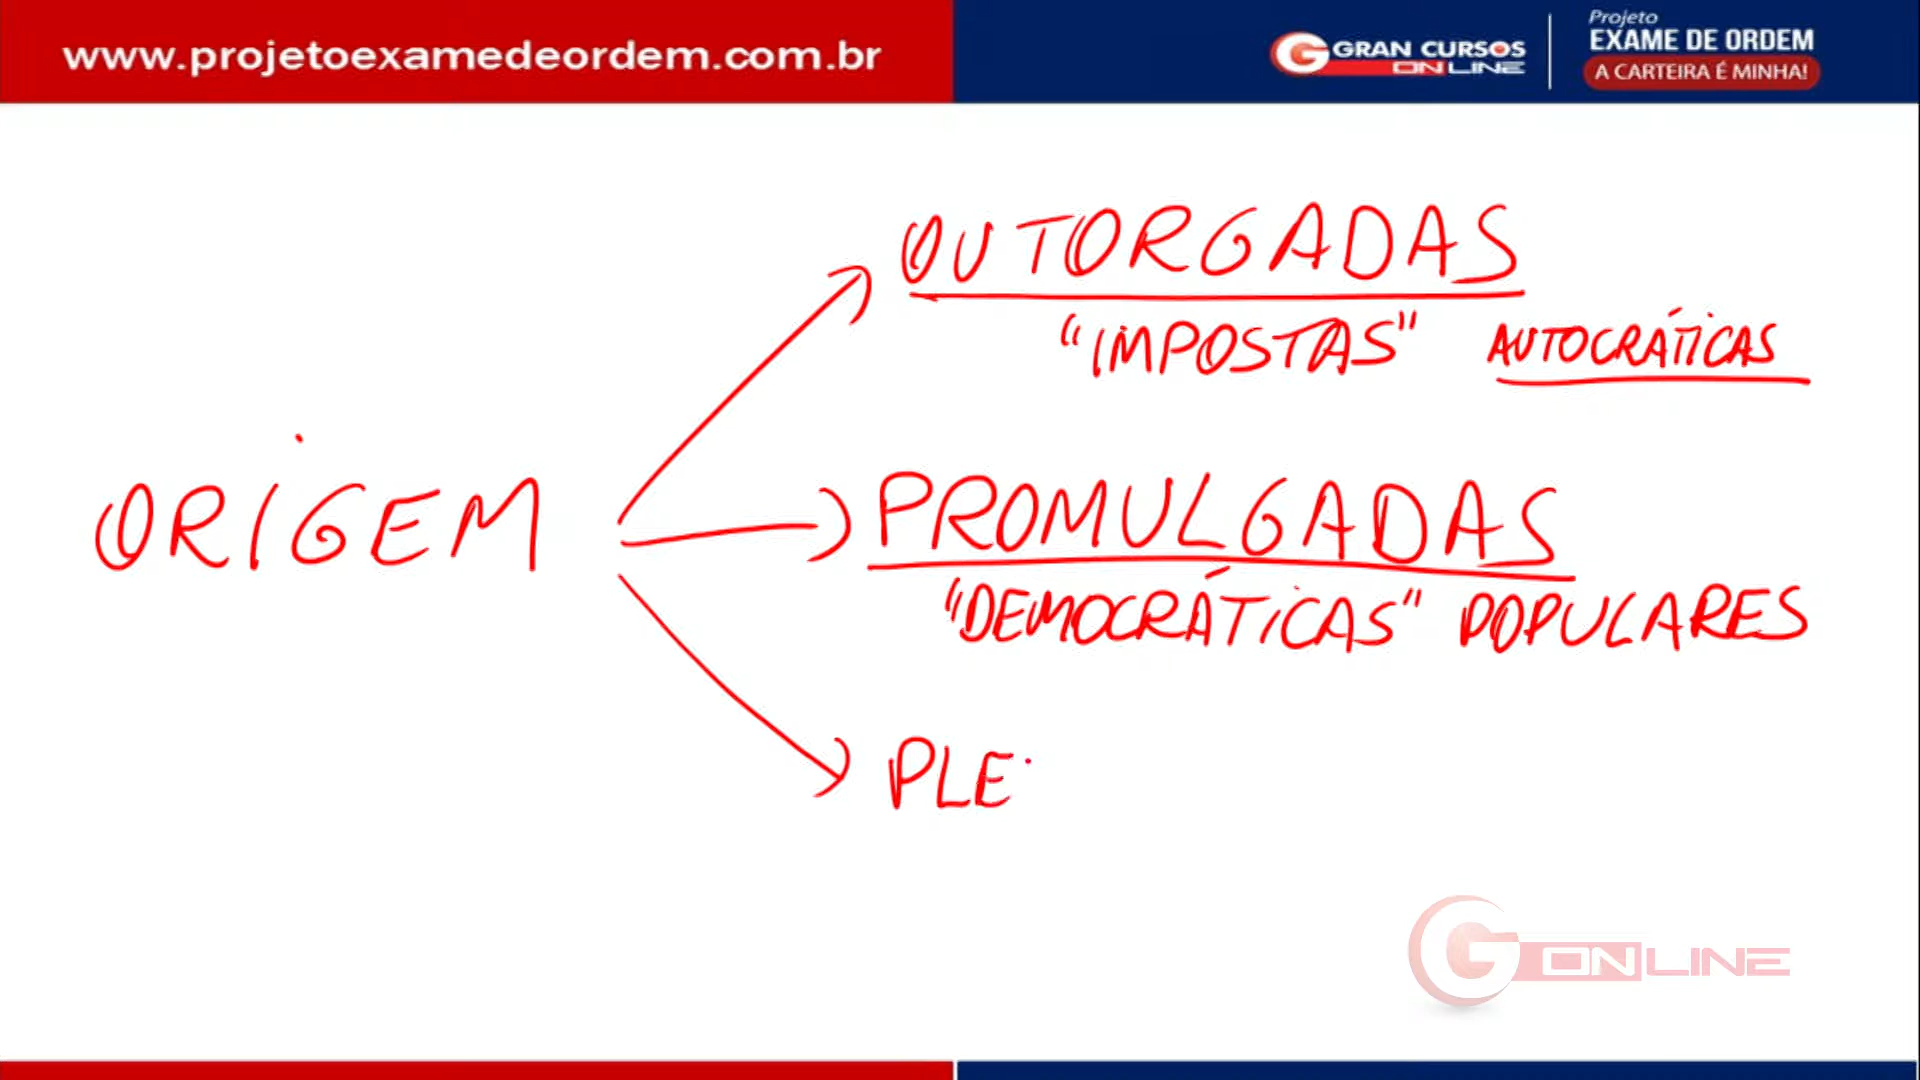 www.projetoexamedeordem.com.br
GRAN CURSOS
ONLINE
Projeto
EXAME DE ORDEM
A CARTEIRA É MINHA!
OUTORGADAS
"IMPOSTAS" AUTOCRÁTICAS
ORIGEM
PROMULGADAS
"DEMOCRÁTICAS" POPULARES
PLE
G ONLINE